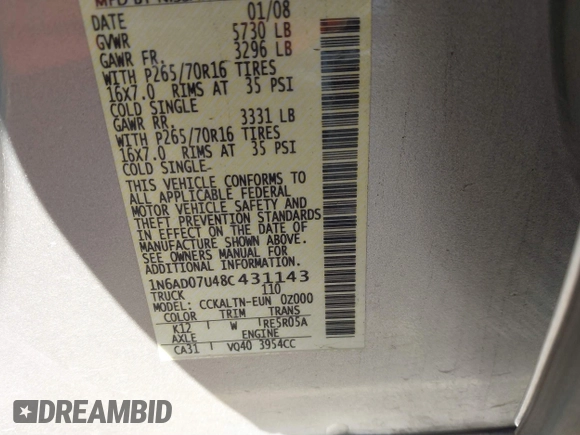 MFD BY NISS
DATE 01/08
GVWR 5730 LB
GAWR FR. 3296 LB
WITH P265/70R16 TIRES
16X7.0 RIMS AT 35 PSI
COLD SINGLE
GAWR RR. 3331 LB
WITH P265/70R16 TIRES
16X7.0 RIMS AT 35 PSI
COLD SINGLE-
THIS VEHICLE CONFORMS TO
ALL APPLICABLE FEDERAL
MOTOR VEHICLE SAFETY AND
THEFT PREVENTION STANDARDS
IN EFFECT ON THE DATE OF
MANUFACTURE SHOWN ABOVE.
SEE OWNERS MANUAL FOR
ADDITIONAL INFORMATION
1N6AD07U48C431143
TRUCK 110
MODEL: CCKALTN-EUN 0Z000
COLOR TRIM TRANS
K12 W RE5R05A
AXLE ENGINE
CA31 VQ40 3954CC
DREAMBID